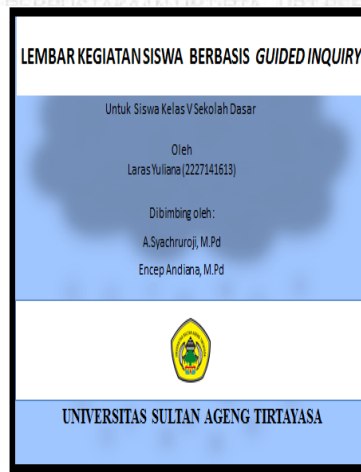 LEMBAR KEGIATAN SISWA BERBASIS GUIDED INQUIRY
Untuk Siswa Kelas V Sekolah Dasar
Oleh
Laras Yuliana (2227141613)
Dibimbing oleh :
A.Syachruroji, M.Pd
Encep Andiana, M.Pd
UNIVERSITAS SULTAN AGENG TIRTAYASA